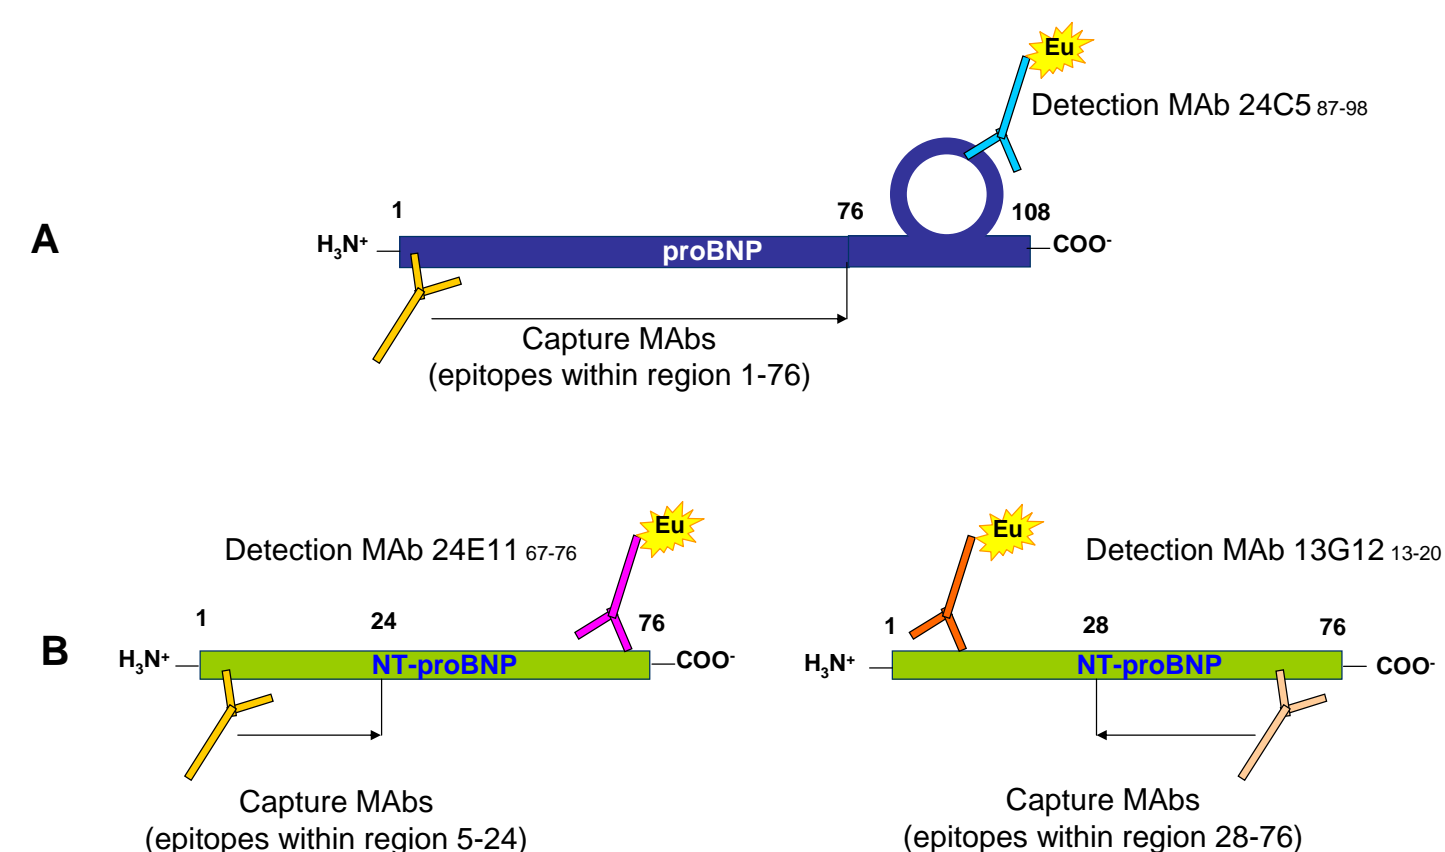 Eu
Detection MAb 24C5 87-98
1
76
108
A
H3N+
proBNP
COO-
Capture MAbs
(epitopes within region 1-76)
Eu
Detection MAb 24E11 67-76
1
24
76
B
H3N+
NT-proBNP
COO-
Capture MAbs
(epitopes within region 5-24)
Eu
Detection MAb 13G12 13-20
1
28
76
H3N+
NT-proBNP
COO-
Capture MAbs
(epitopes within region 28-76)